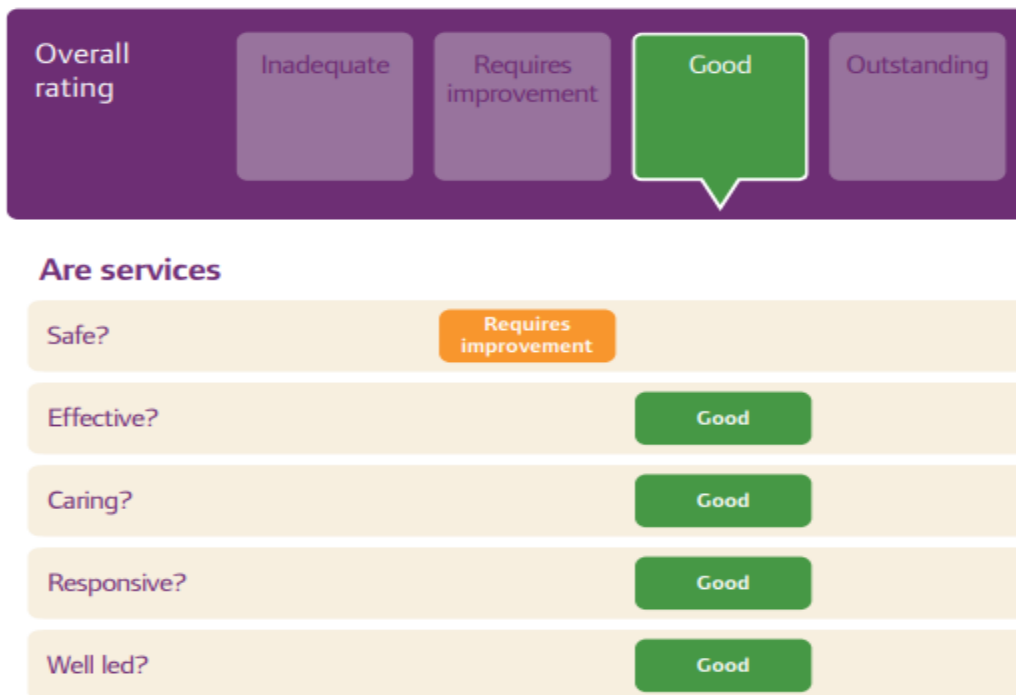 Overall
rating
Inadequate
Requires
improvement
Good
Outstanding
Are services
Safe?
Requires
improvement
Effective?
Good
Caring?
Good
Responsive?
Good
Well led?
Good